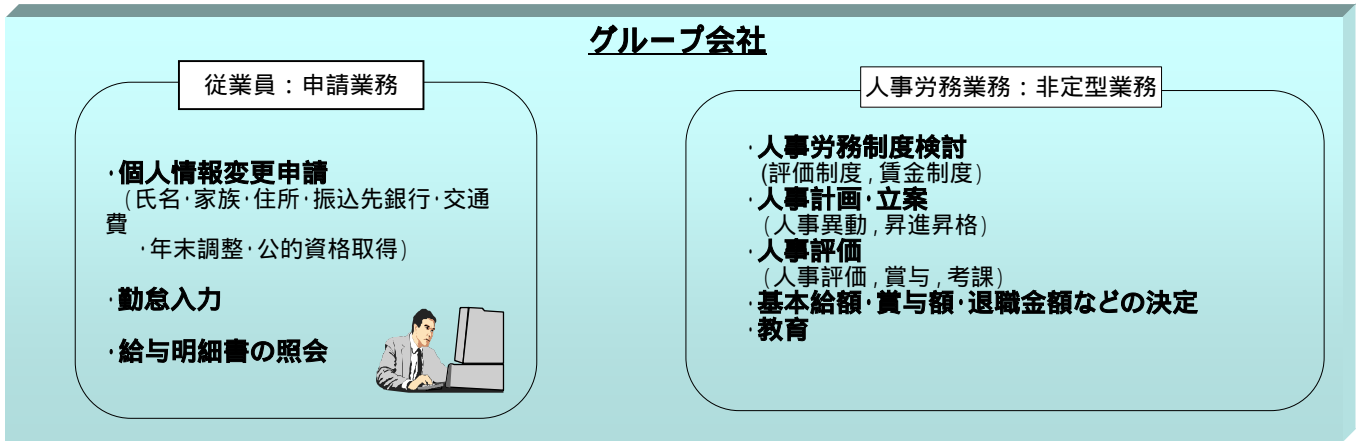 グループ会社
従業員：申請業務
・個人情報変更申請
（氏名・家族・住所・振込先銀行・交通
費
・年末調整・公的資格取得）
・勤怠入力
・給与明細書の照会
人事労務業務：非定型業務
・人事労務制度検討
(評価制度，賃金制度）
・人事計画・立案
（人事異動，昇進昇格）
・人事評価
（人事評価，賞与，考課）
・基本給額・賞与額・退職金額などの決定
・教育